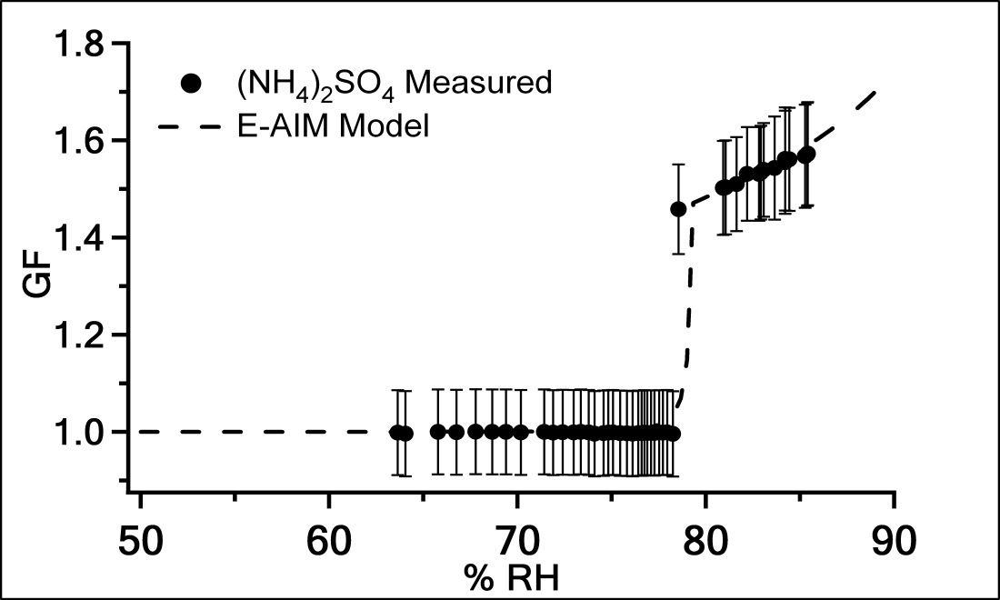 1.8
1.6
1.4
1.2
1.0
GF
(NH₄)₂SO₄ Measured
E-AIM Model
50 60 70 80 90
% RH